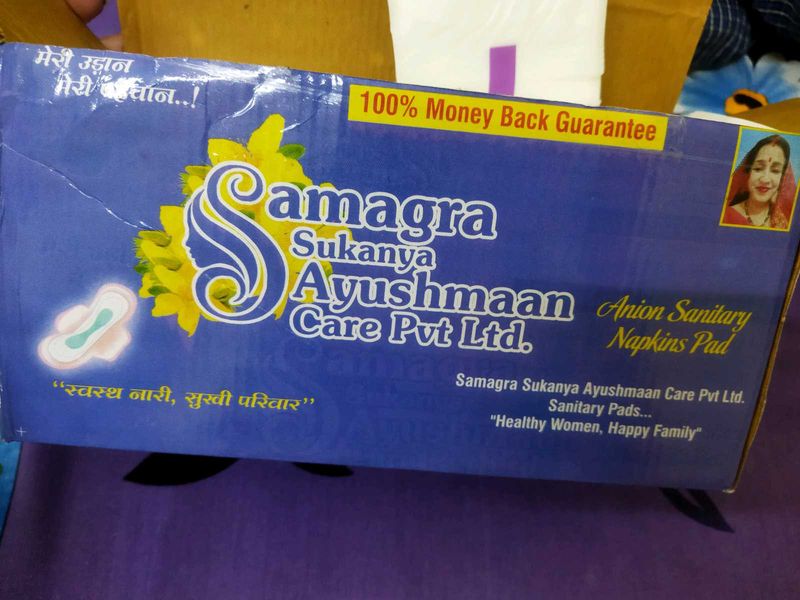 मेरी उड़ान
मेरी पहचान..!
100% Money Back Guarantee
Samagra
Sukanya
Ayushmaan
Care Pvt Ltd.
Anion Sanitary
Napkins Pad
"स्वस्थ नारी, सुखी परिवार"
Samagra Sukanya Ayushmaan Care Pvt Ltd.
Sanitary Pads...
"Healthy Women, Happy Family"